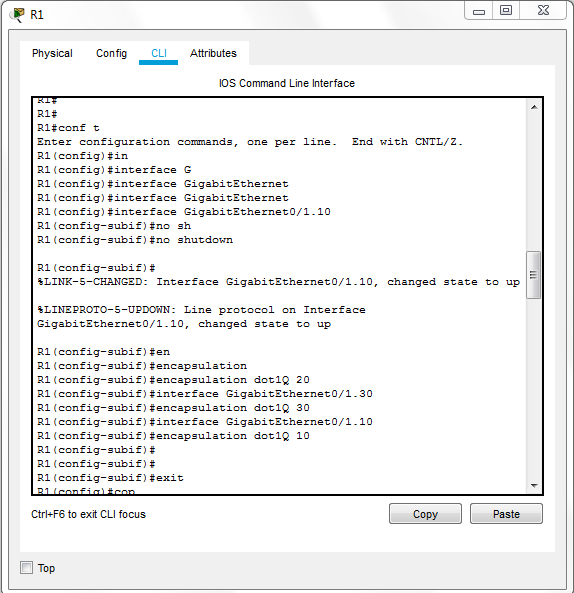 R1
Physical Config CLI Attributes
IOS Command Line Interface
R1#
R1#
R1#conf t
Enter configuration commands, one per line.  End with CNTL/Z.
R1(config)#in
R1(config)#interface G
R1(config)#interface GigabitEthernet
R1(config)#interface GigabitEthernet
R1(config)#interface GigabitEthernet0/1.10
R1(config-subif)#no sh
R1(config-subif)#no shutdown
R1(config-subif)#
%LINK-5-CHANGED: Interface GigabitEthernet0/1.10, changed state to up
%LINEPROTO-5-UPDOWN: Line protocol on Interface
GigabitEthernet0/1.10, changed state to up
R1(config-subif)#en
R1(config-subif)#encapsulation
R1(config-subif)#encapsulation dot1Q 20
R1(config-subif)#interface GigabitEthernet0/1.30
R1(config-subif)#encapsulation dot1Q 30
R1(config-subif)#interface GigabitEthernet0/1.10
R1(config-subif)#encapsulation dot1Q 10
R1(config-subif)#
R1(config-subif)#
R1(config-subif)#exit
R1(config)#cop
Ctrl+F6 to exit CLI focus
Copy Paste
Top